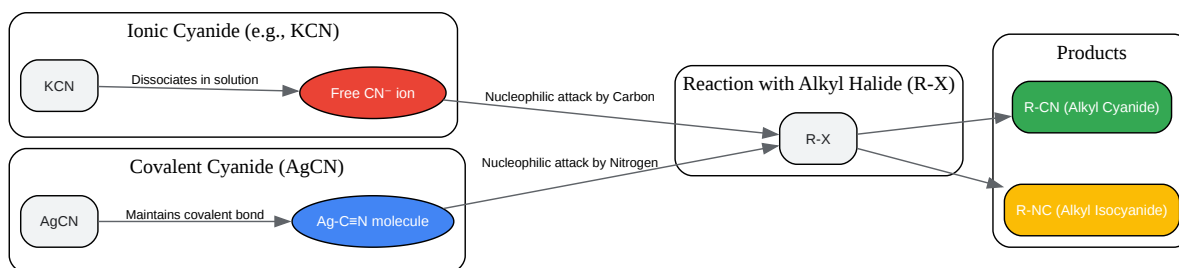 Ionic Cyanide (e.g., KCN)
KCN
Dissociates in solution
Free CN⁻ ion
Nucleophilic attack by Carbon
Covalent Cyanide (AgCN)
AgCN
Maintains covalent bond
Ag-C≡N molecule
Nucleophilic attack by Nitrogen
Reaction with Alkyl Halide (R-X)
R-X
Products
R-CN (Alkyl Cyanide)
R-NC (Alkyl Isocyanide)